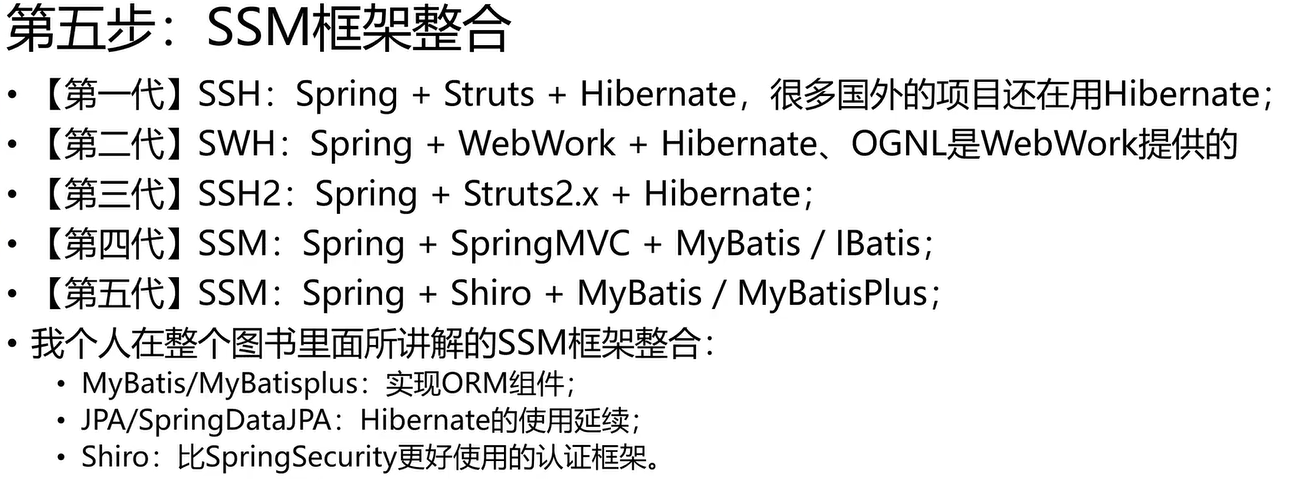 第五步：SSM框架整合
• 【第一代】SSH：Spring + Struts + Hibernate，很多国外的项目还在用Hibernate；
• 【第二代】SWH：Spring + WebWork + Hibernate、OGNL是WebWork提供的
• 【第三代】SSH2：Spring + Struts2.x + Hibernate；
• 【第四代】SSM：Spring + SpringMVC + MyBatis / IBatis；
• 【第五代】SSM：Spring + Shiro + MyBatis / MyBatisPlus；
• 我个人在整个图书里面所讲解的SSM框架整合：
• MyBatis/MyBatisplus：实现ORM组件；
• JPA/SpringDataJPA：Hibernate的使用延续；
• Shiro：比SpringSecurity更好使用的认证框架。